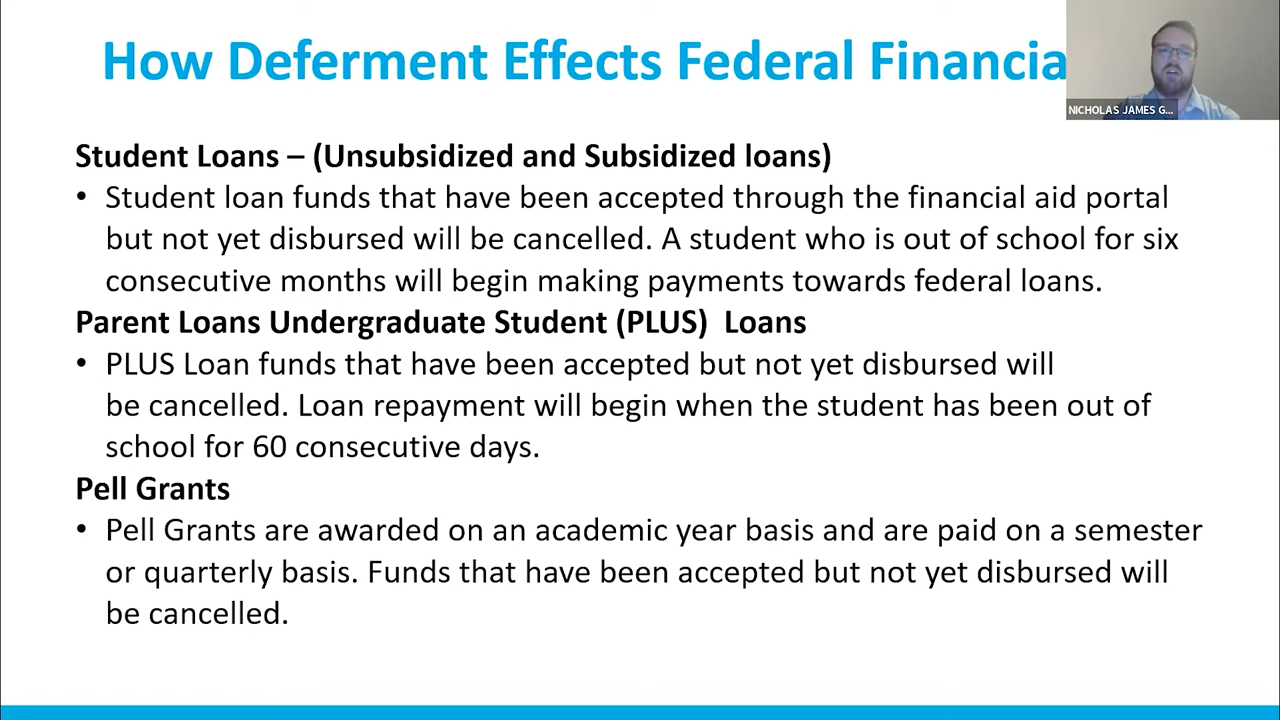 How Deferment Effects Federal Financia
NICHOLAS JAMES G...
Student Loans – (Unsubsidized and Subsidized loans)
• Student loan funds that have been accepted through the financial aid portal
but not yet disbursed will be cancelled. A student who is out of school for six
consecutive months will begin making payments towards federal loans.
Parent Loans Undergraduate Student (PLUS)  Loans
• PLUS Loan funds that have been accepted but not yet disbursed will
be cancelled. Loan repayment will begin when the student has been out of
school for 60 consecutive days.
Pell Grants
• Pell Grants are awarded on an academic year basis and are paid on a semester
or quarterly basis. Funds that have been accepted but not yet disbursed will
be cancelled.